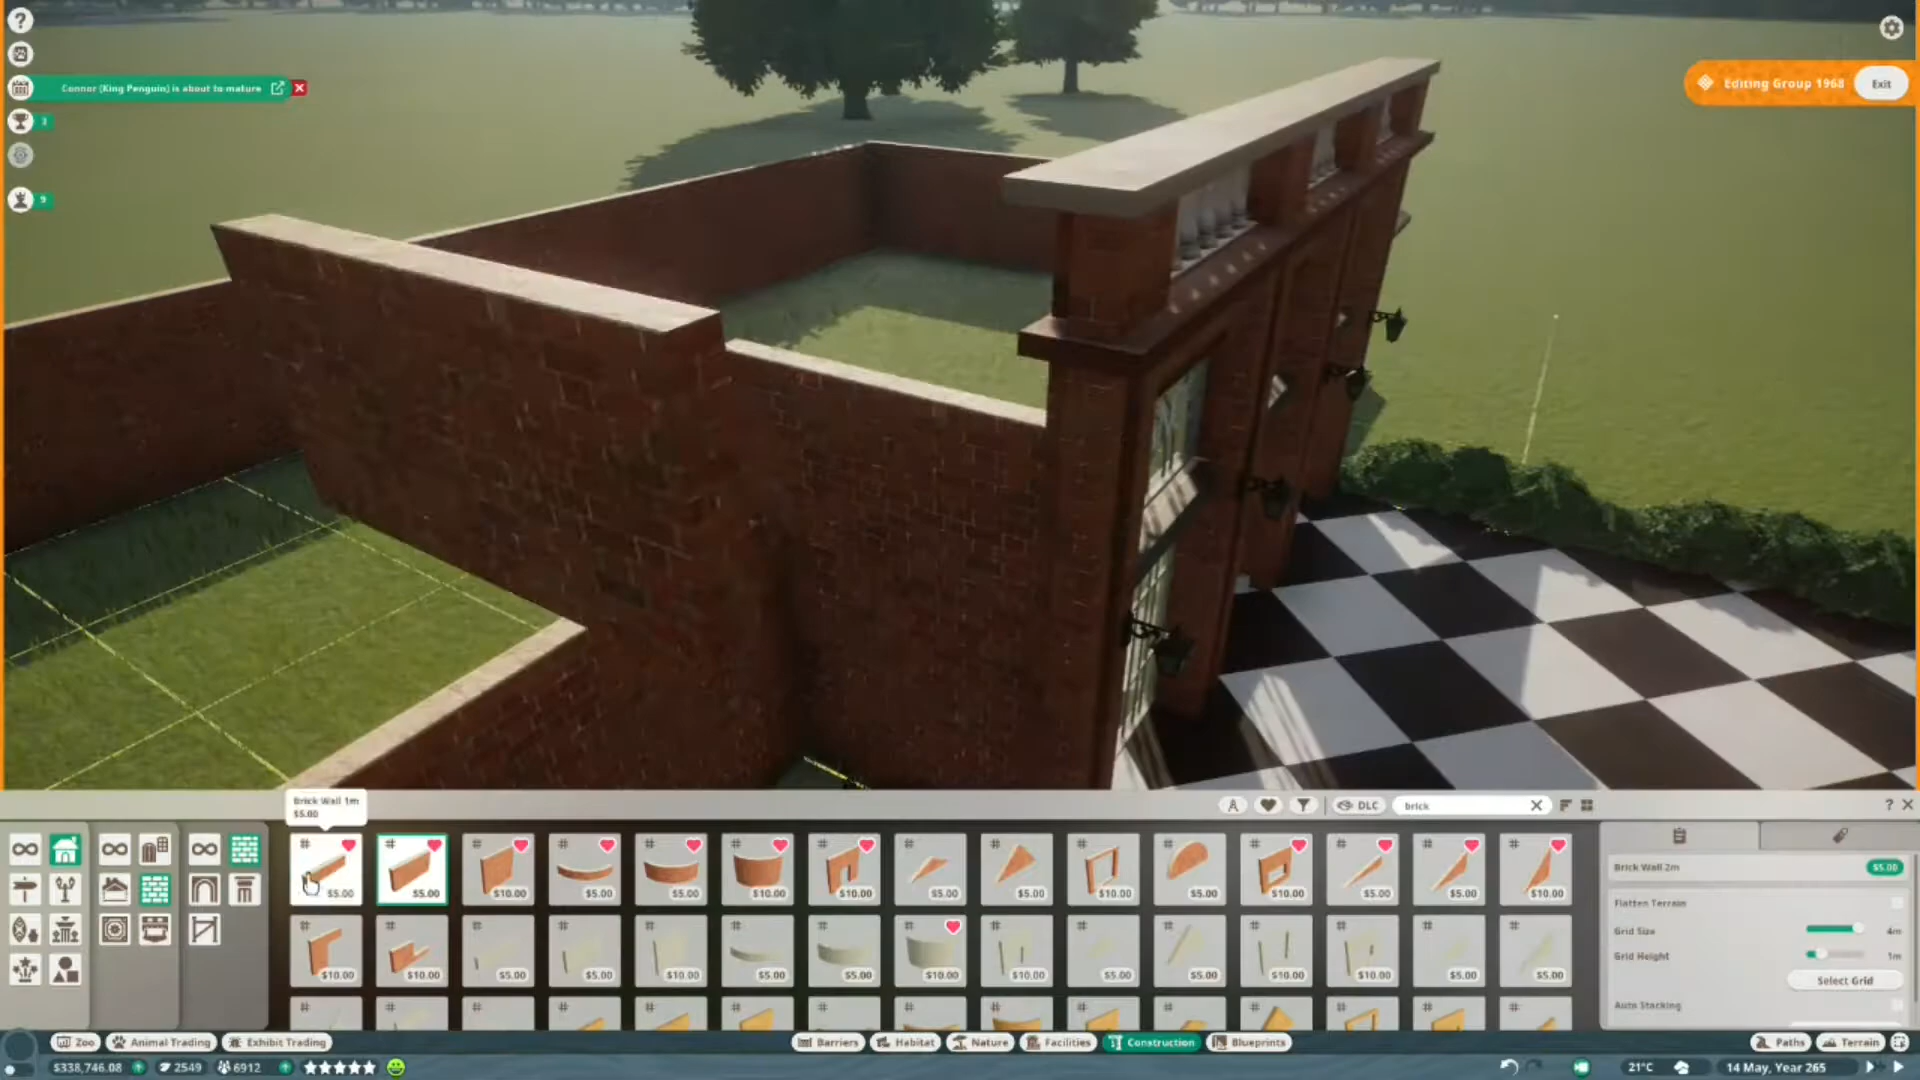 ?
Connor (King Penguin) is about to mature
3
9
Editing Group 1968
Exit
Brick Wall 1m
$5.00
DLC
brick
?
$5.00
$5.00
$10.00
$5.00
$5.00
$10.00
$10.00
$5.00
$5.00
$10.00
$5.00
$10.00
$5.00
$5.00
$10.00
Brick Wall 2m
$5.00
Flatten Terrain
Grid Size
4m
Grid Height
1m
Select Grid
Auto Stacking
$10.00
$10.00
$5.00
$5.00
$10.00
$5.00
$5.00
$10.00
$10.00
$5.00
$5.00
$10.00
$10.00
$5.00
$5.00
Zoo
Animal Trading
Exhibit Trading
Barriers
Habitat
Nature
Facilities
Construction
Blueprints
Paths
Terrain
$338,746.08
2549
6912
21°C
14 May, Year 265